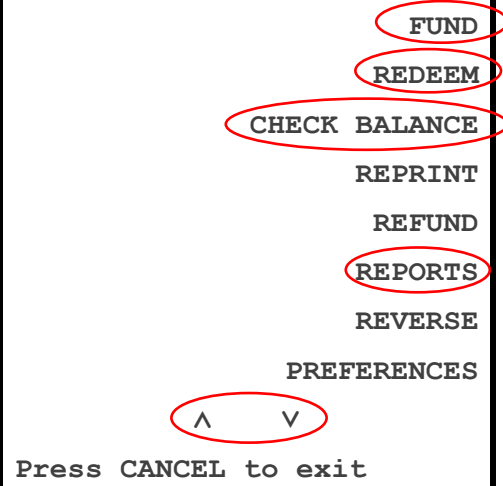 FUND
REDEEM
CHECK BALANCE
REPRINT
REFUND
REPORTS
REVERSE
PREFERENCES
∧ ∨
Press CANCEL to exit